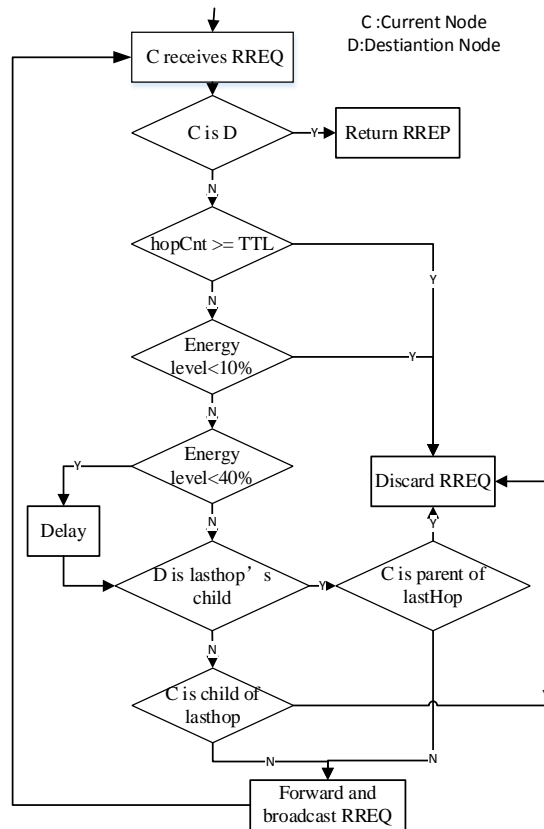 C :Current Node
D:Destiantion Node
C receives RREQ
C is D
Y
Return RREP
N
hopCnt >= TTL
Y
N
Energy
level<10%
Y
N
Energy
level<40%
Y
N
Discard RREQ
Delay
Y
D is lasthop’s
child
Y
C is parent of
lastHop
N
C is child of
lasthop
Y
N
N
Forward and
broadcast RREQ